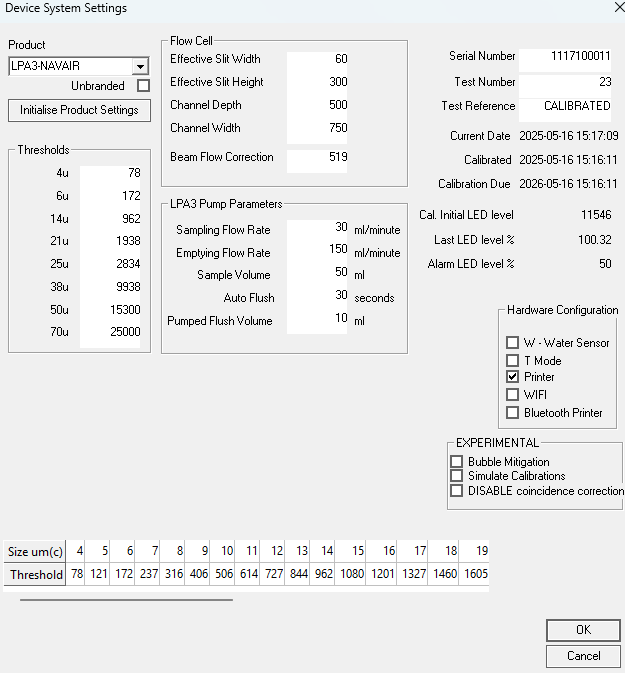 Device System Settings
Product
LPA3-NAVAIR
Unbranded
Initialise Product Settings
Thresholds
4u 78
6u 172
14u 962
21u 1938
25u 2834
38u 9938
50u 15300
70u 25000
Flow Cell
Effective Slit Width 60
Effective Slit Height 300
Channel Depth 500
Channel Width 750
Beam Flow Correction 519
LPA3 Pump Parameters
Sampling Flow Rate 30 ml/minute
Emptying Flow Rate 150 ml/minute
Sample Volume 50 ml
Auto Flush 30 seconds
Pumped Flush Volume 10 ml
Serial Number 1117100011
Test Number 23
Test Reference CALIBRATED
Current Date 2025-05-16 15:17:09
Calibrated 2025-05-16 15:16:11
Calibration Due 2026-05-16 15:16:11
Cal. Initial LED level 11546
Last LED level % 100.32
Alarm LED level % 50
Hardware Configuration
W - Water Sensor
T Mode
Printer
WIFI
Bluetooth Printer
EXPERIMENTAL
Bubble Mitigation
Simulate Calibrations
DISABLE coincidence correction
Size um(c) 4 5 6 7 8 9 10 11 12 13 14 15 16 17 18 19
Threshold 78 121 172 237 316 406 506 614 727 844 962 1080 1201 1327 1460 1605
OK
Cancel